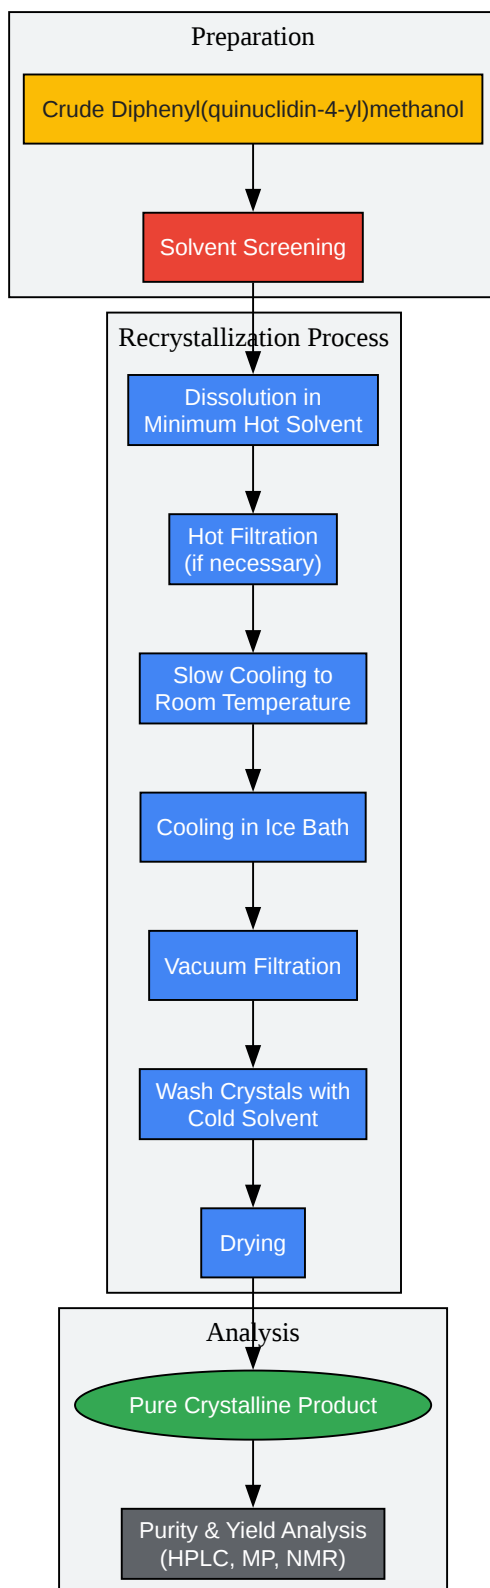 Preparation
Crude Diphenyl(quinuclidin-4-yl)methanol
Solvent Screening
Recrystallization Process
Dissolution in
Minimum Hot Solvent
Hot Filtration
(if necessary)
Slow Cooling to
Room Temperature
Cooling in Ice Bath
Vacuum Filtration
Wash Crystals with
Cold Solvent
Drying
Analysis
Pure Crystalline Product
Purity & Yield Analysis
(HPLC, MP, NMR)